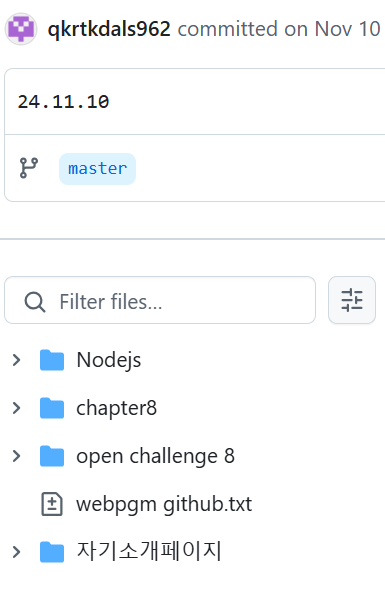 qkrtkdals962 committed on Nov 10
24.11.10
master
Filter files...
Nodejs
chapter8
open challenge 8
webpgm github.txt
자기소개페이지